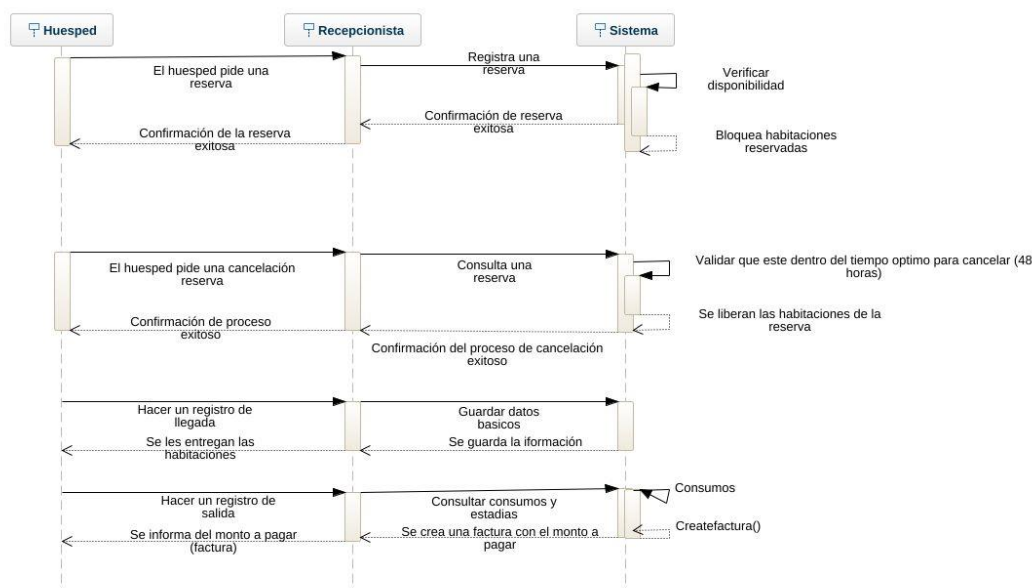 Huesped
Recepcionista
Sistema
El huesped pide una
reserva
Registra una
reserva
Verificar
disponibilidad
Confirmación de la reserva
exitosa
Confirmación de reserva
exitosa
Bloquea habitaciones
reservadas
El huesped pide una cancelación
reserva
Consulta una
reserva
Validar que este dentro del tiempo optimo para cancelar (48
horas)
Confirmación de proceso
exitoso
Se liberan las habitaciones de la
reserva
Confirmación del proceso de cancelación
exitoso
Hacer un registro de
llegada
Guardar datos
basicos
Se les entregan las
habitaciones
Se guarda la iformación
Hacer un registro de
salida
Consultar consumos y
estadias
Consumos
Se informa del monto a pagar
(factura)
Se crea una factura con el monto a
pagar
Createfactura()